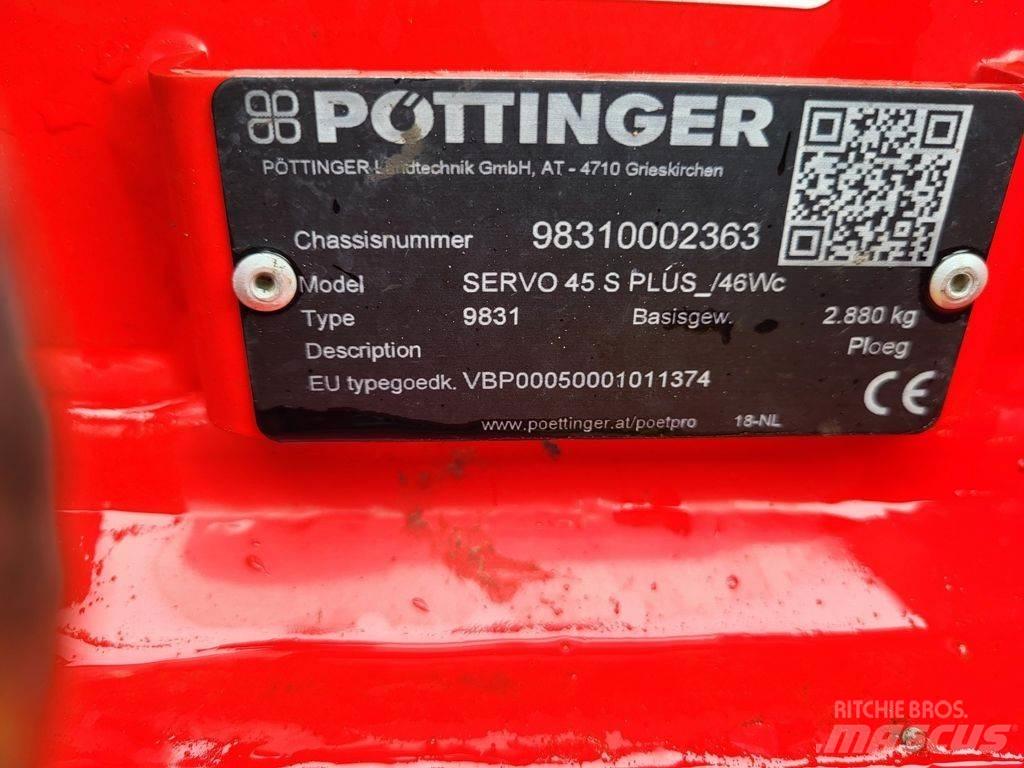 PÖTTINGER
PÖTTINGER Landtechnik GmbH, AT - 4710 Grieskirchen
Chassisnummer 98310002363
Model SERVO 45 S PLUS_/46Wc
Type 9831 Basisgew. 2.880 kg
Description Ploeg
EU typegoedk. VBP00050001011374
CE
www.poettinger.at/poetpro 18-NL
RITCHIE BROS.
MASCUS